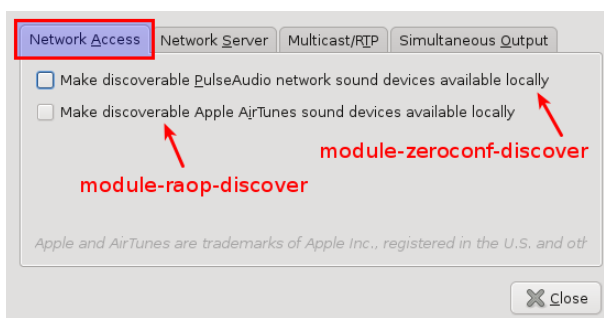 Network Access Network Server Multicast/RTP Simultaneous Output
Make discoverable PulseAudio network sound devices available locally
Make discoverable Apple AirTunes sound devices available locally
module-zeroconf-discover
module-raop-discover
Apple and AirTunes are trademarks of Apple Inc., registered in the U.S. and oth
Close